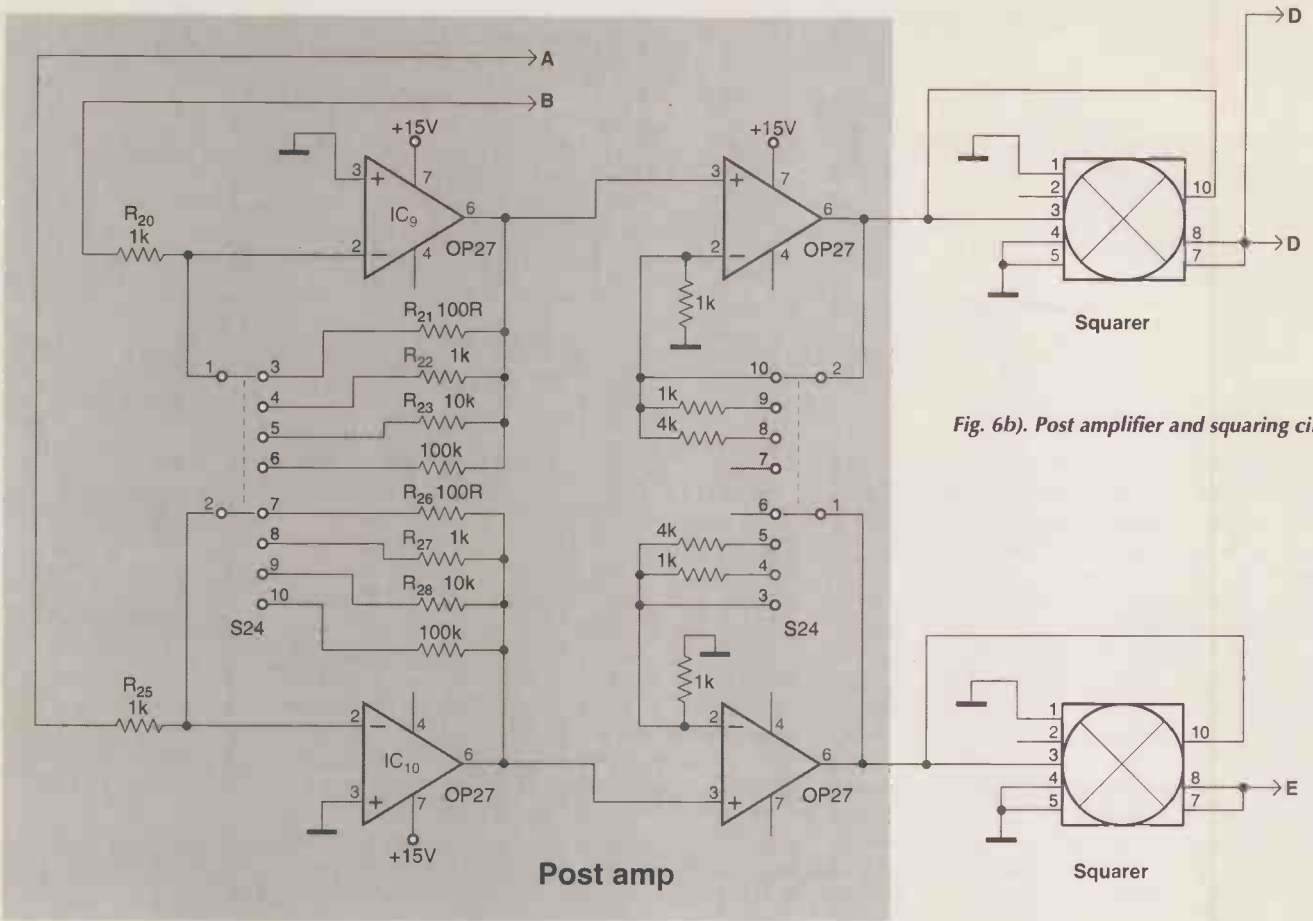 D
A
B
+15V
+15V
3 + 7
3 + 7
1
2
3
4
5
10
8
7
D
R20
1k
IC9
6
OP27
6
OP27
2 − 4
2 − 4
1k
Squarer
R21 100R
1 3
R22 1k
10 2
4
1k 9
R23 10k
5
4k 8
Fig. 6b). Post amplifier and squaring
6
100k
7
R26 100R
2 7
6 1
8
R27 1k
4k 5
9
R28 10k
1k 4
10
3
S24
100k
S24
1k
R25
1k
2 − 4
2 − 4
IC10
6
OP27
6
OP27
3 + 7
3 + 7
1
2
3
4
5
10
8
7
E
+15V
Post amp
Squarer